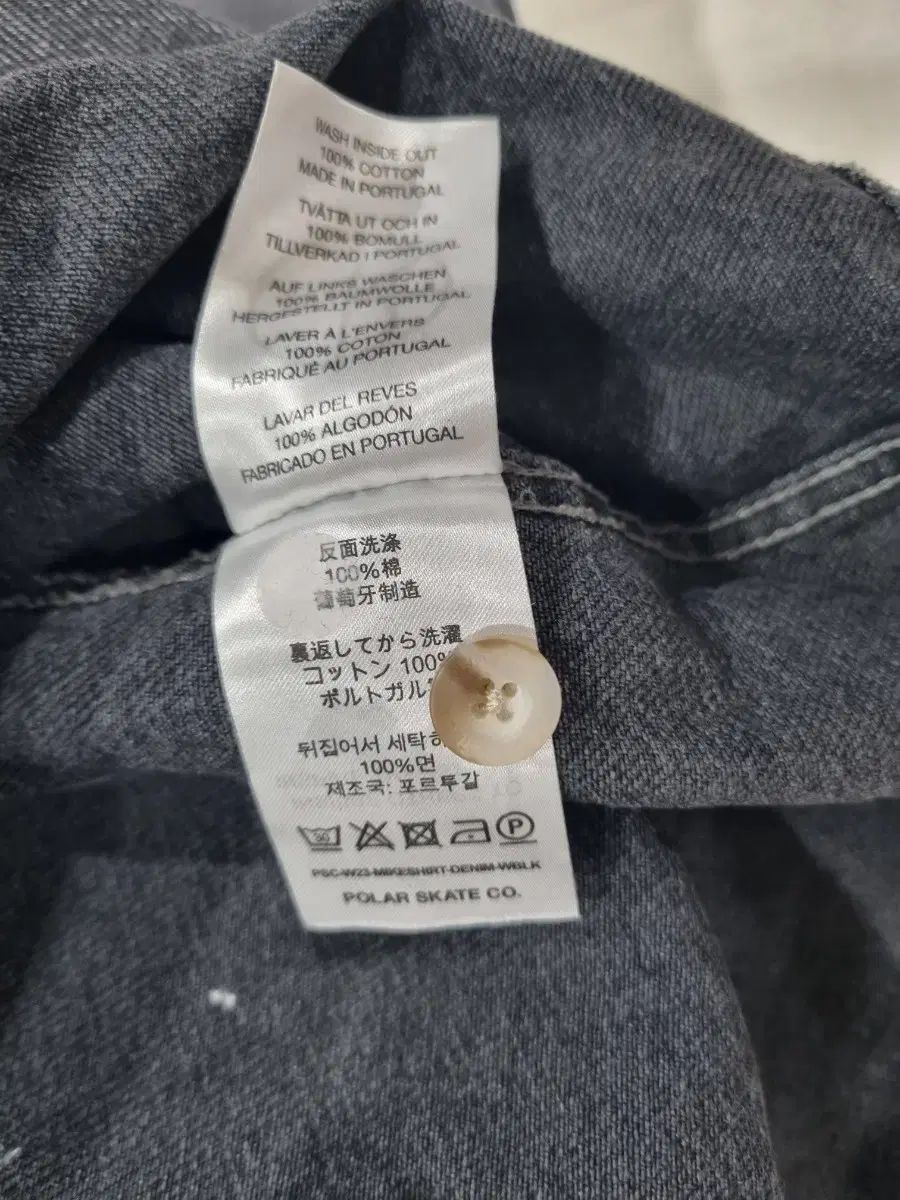 WASH INSIDE OUT
100% COTTON
MADE IN PORTUGAL
TVÄTTA UT OCH IN
100% BOMULL
TILLVERKAD I PORTUGAL
AUF LINKS WASCHEN
100% BAUMWOLLE
HERGESTELLT IN PORTUGAL
LAVER À L'ENVERS
100% COTON
FABRIQUÉ AU PORTUGAL
LAVAR DEL REVES
100% ALGODÓN
FABRICADO EN PORTUGAL
反面洗涤
100%棉
葡萄牙制造
裏返してから洗濯
コットン 100%
ポルトガル
뒤집어서 세탁하
100%면
제조국: 포르투갈
30
P
PSC-W23-MIKESHIRT-DENIM-WBLK
POLAR SKATE CO.